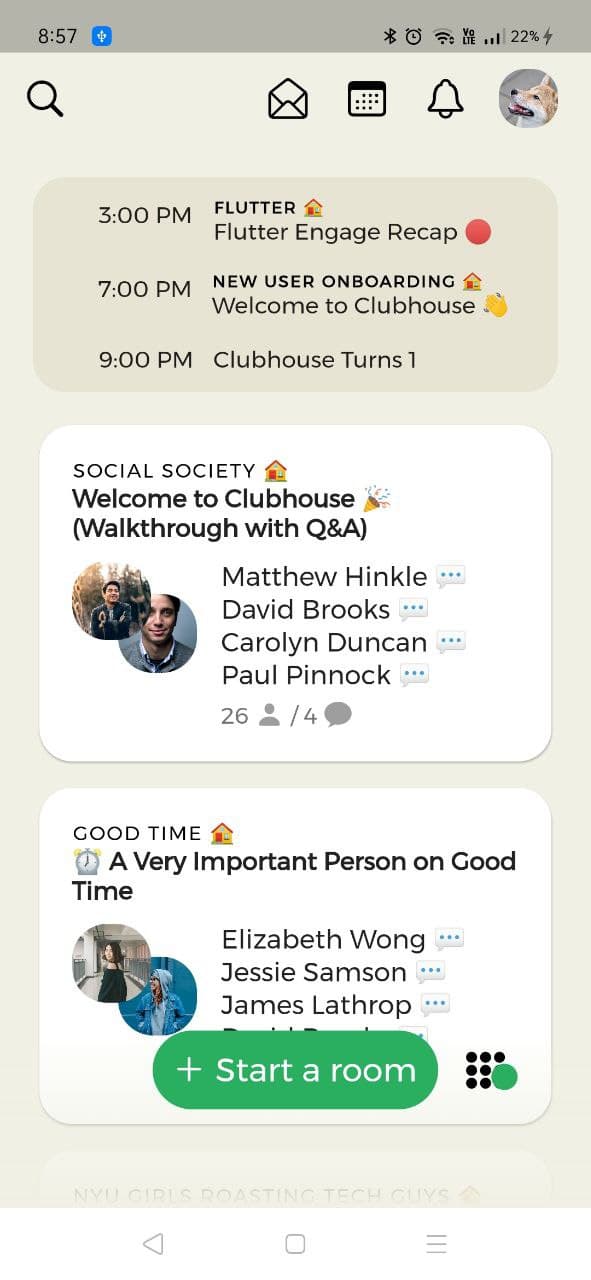 8:57 VO LTE 22%
3:00 PM FLUTTER 🏠
Flutter Engage Recap 🔴
7:00 PM NEW USER ONBOARDING 🏠
Welcome to Clubhouse 👋
9:00 PM Clubhouse Turns 1
SOCIAL SOCIETY 🏠
Welcome to Clubhouse 🎉
(Walkthrough with Q&A)
Matthew Hinkle 💬
David Brooks 💬
Carolyn Duncan 💬
Paul Pinnock 💬
26 / 4
GOOD TIME 🏠
⏰ A Very Important Person on Good
Time
Elizabeth Wong 💬
Jessie Samson 💬
James Lathrop 💬
+ Start a room
NYU GIRLS ROASTING TECH GUYS 🏠